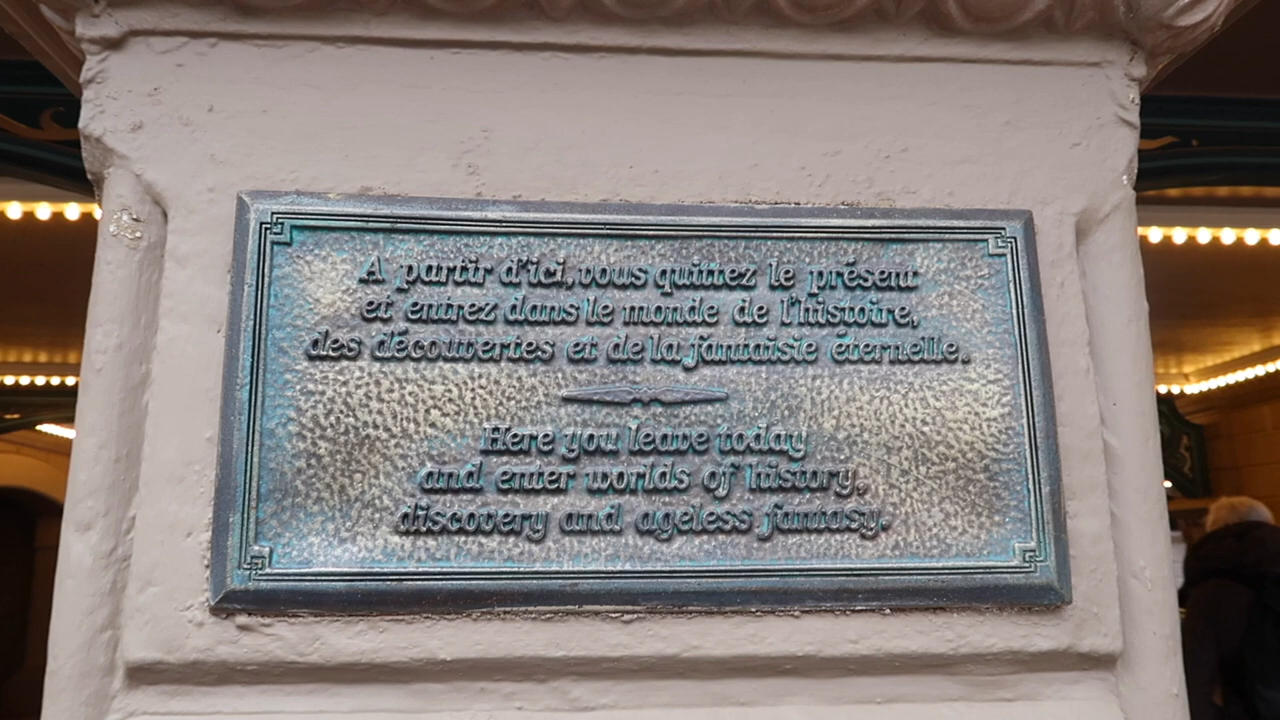 A partir d'ici, vous quittez le présent
et entrez dans le monde de l'histoire,
des découvertes et de la fantaisie éternelle.
Here you leave today
and enter worlds of history,
discovery and ageless fantasy.